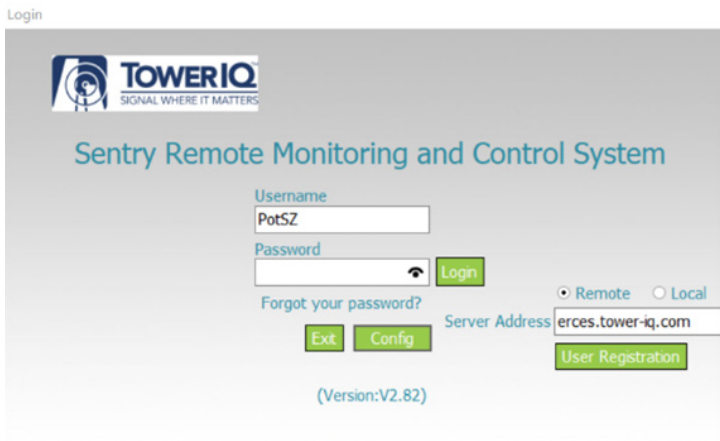 Login
TOWERIQ
SIGNAL WHERE IT MATTERS
Sentry Remote Monitoring and Control System
Username
PotSZ
Password
Login
Forgot your password?
Remote Local
Server Address erces.tower-iq.com
Exit Config
User Registration
(Version:V2.82)